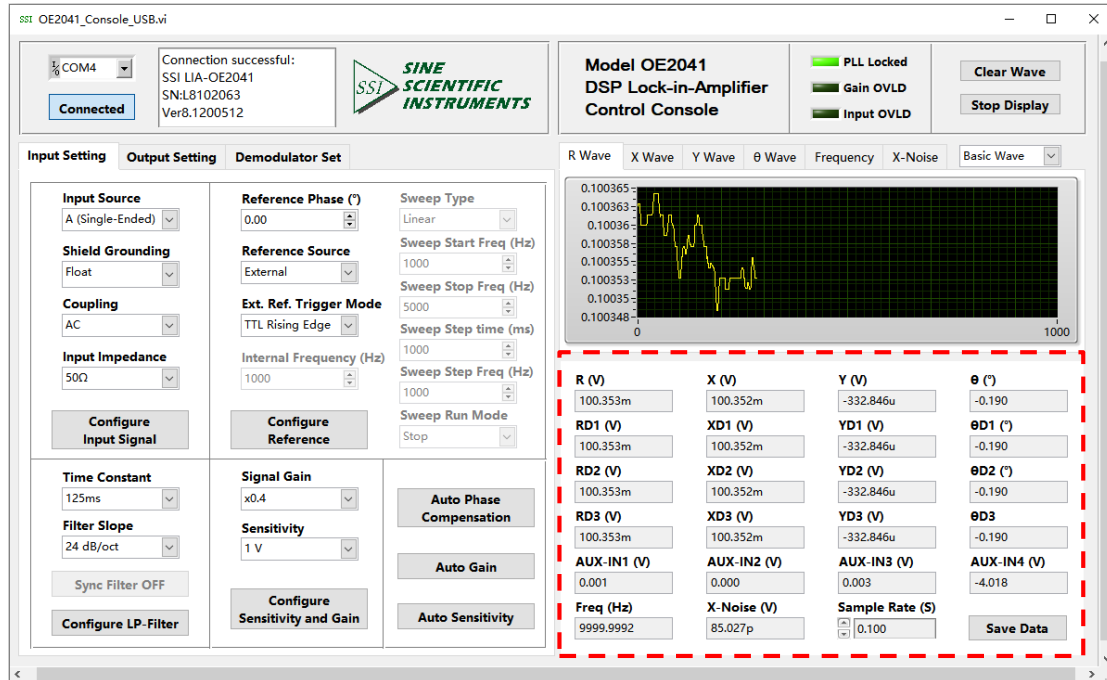 SSI OE2041_Console_USB.vi
I/O COM4
Connected
Connection successful:
SSI LIA-OE2041
SN:L8102063
Ver8.1200512
SSI
SINE
SCIENTIFIC
INSTRUMENTS
Model OE2041
DSP Lock-in-Amplifier
Control Console
PLL Locked
Gain OVLD
Input OVLD
Clear Wave
Stop Display
Input Setting Output Setting Demodulator Set
Input Source
A (Single-Ended)
Shield Grounding
Float
Coupling
AC
Input Impedance
50Ω
Configure
Input Signal
Reference Phase (°)
0.00
Reference Source
External
Ext. Ref. Trigger Mode
TTL Rising Edge
Internal Frequency (Hz)
1000
Configure
Reference
Sweep Type
Linear
Sweep Start Freq (Hz)
1000
Sweep Stop Freq (Hz)
5000
Sweep Step time (ms)
1000
Sweep Step Freq (Hz)
1000
Sweep Run Mode
Stop
Time Constant
125ms
Filter Slope
24 dB/oct
Sync Filter OFF
Configure LP-Filter
Signal Gain
x0.4
Sensitivity
1 V
Configure
Sensitivity and Gain
Auto Phase
Compensation
Auto Gain
Auto Sensitivity
R Wave X Wave Y Wave θ Wave Frequency X-Noise Basic Wave
0.100365
0.100363
0.10036
0.100358
0.100355
0.100353
0.10035
0.100348
0 1000
R (V) X (V) Y (V) θ (°)
100.353m 100.352m -332.846u -0.190
RD1 (V) XD1 (V) YD1 (V) θD1 (°)
100.353m 100.352m -332.846u -0.190
RD2 (V) XD2 (V) YD2 (V) θD2 (°)
100.353m 100.352m -332.846u -0.190
RD3 (V) XD3 (V) YD3 (V) θD3
100.353m 100.352m -332.846u -0.190
AUX-IN1 (V) AUX-IN2 (V) AUX-IN3 (V) AUX-IN4 (V)
0.001 0.000 0.003 -4.018
Freq (Hz) X-Noise (V) Sample Rate (S)
9999.9992 85.027p 0.100 Save Data